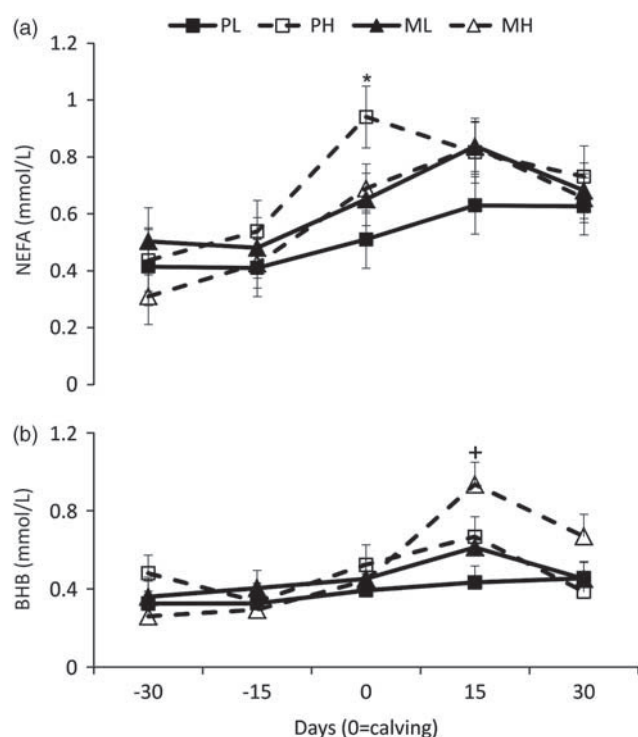 (a) PL PH ML MH
1.2
1
*
0.8
0.6
0.4
0.2
0
NEFA (mmol/L)
(b)
1.2
+
0.8
0.4
0
BHB (mmol/L)
-30 -15 0 15 30
Days (0=calving)